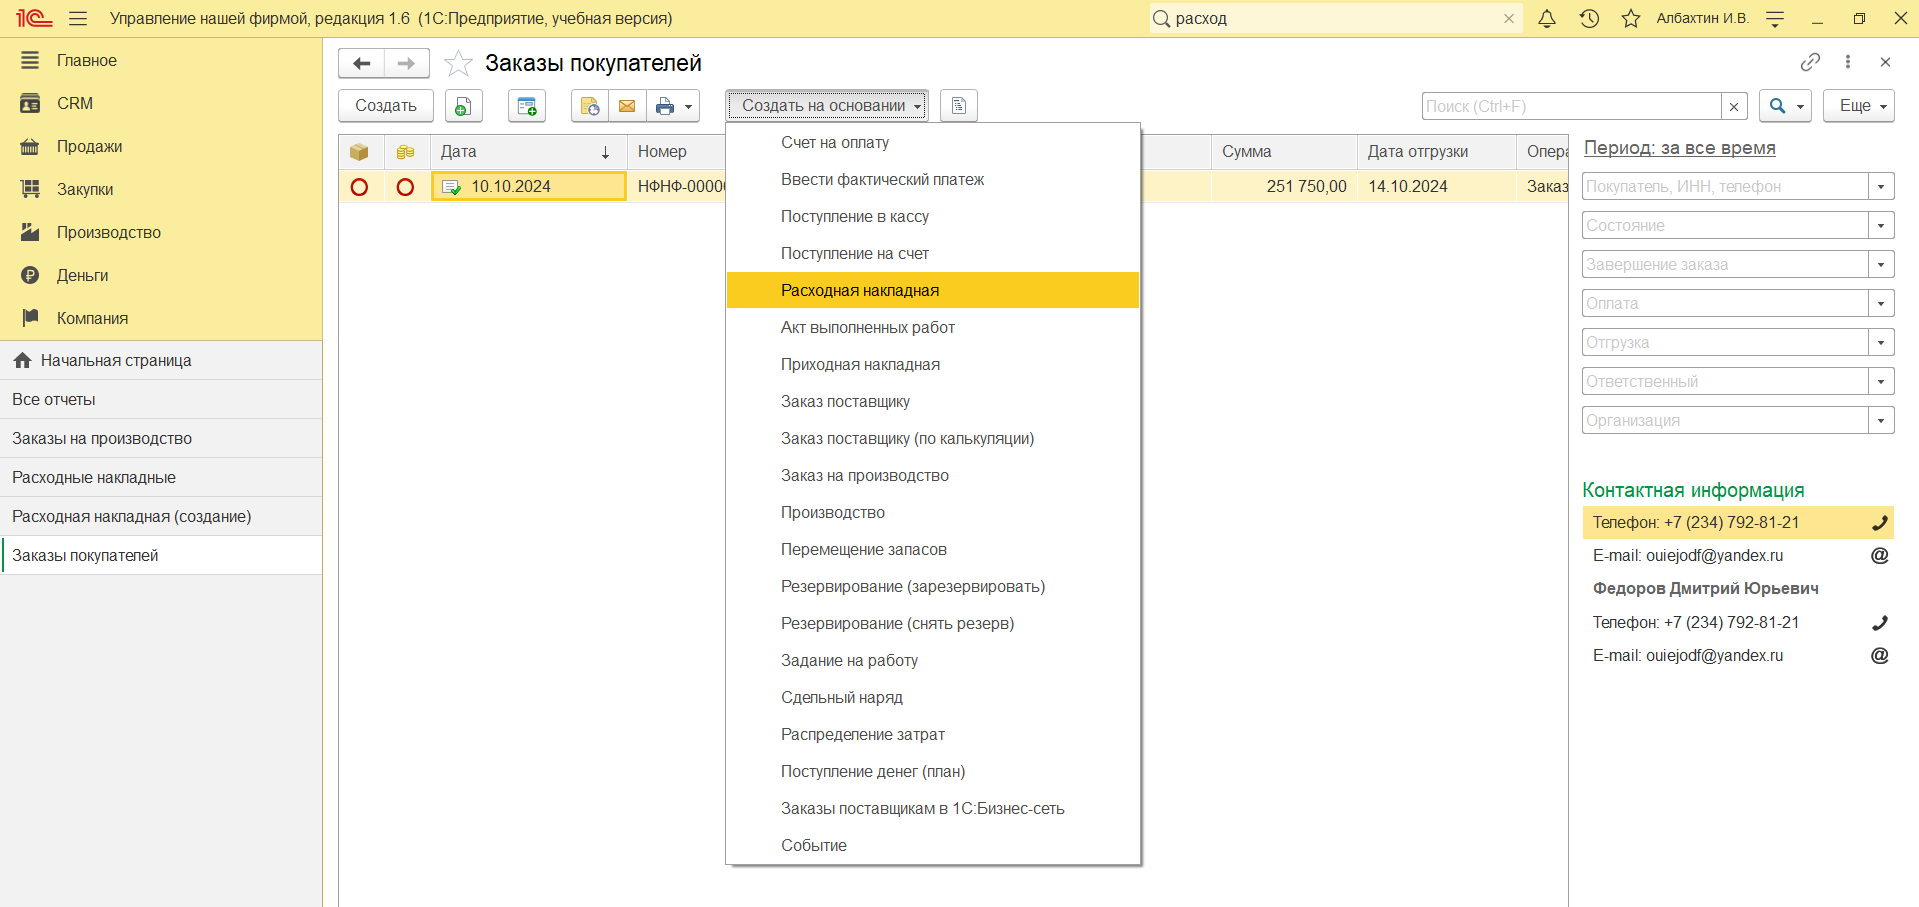 1С Управление нашей фирмой, редакция 1.6 (1С:Предприятие, учебная версия)
расход
Албахтин И.В.
Главное
CRM
Продажи
Закупки
Производство
Деньги
Компания
Начальная страница
Все отчеты
Заказы на производство
Расходные накладные
Расходная накладная (создание)
Заказы покупателей
Заказы покупателей
Создать
Создать на основании
Поиск (Ctrl+F)
Еще
Дата
Номер
Сумма
Дата отгрузки
Опера
10.10.2024
НФНФ-0000
251 750,00
14.10.2024
Заказ
Счет на оплату
Ввести фактический платеж
Поступление в кассу
Поступление на счет
Расходная накладная
Акт выполненных работ
Приходная накладная
Заказ поставщику
Заказ поставщику (по калькуляции)
Заказ на производство
Производство
Перемещение запасов
Резервирование (зарезервировать)
Резервирование (снять резерв)
Задание на работу
Сдельный наряд
Распределение затрат
Поступление денег (план)
Заказы поставщикам в 1С:Бизнес-сеть
Событие
Период: за все время
Покупатель, ИНН, телефон
Состояние
Завершение заказа
Оплата
Отгрузка
Ответственный
Организация
Контактная информация
Телефон: +7 (234) 792-81-21
E-mail: ouiejodf@yandex.ru
Федоров Дмитрий Юрьевич
Телефон: +7 (234) 792-81-21
E-mail: ouiejodf@yandex.ru